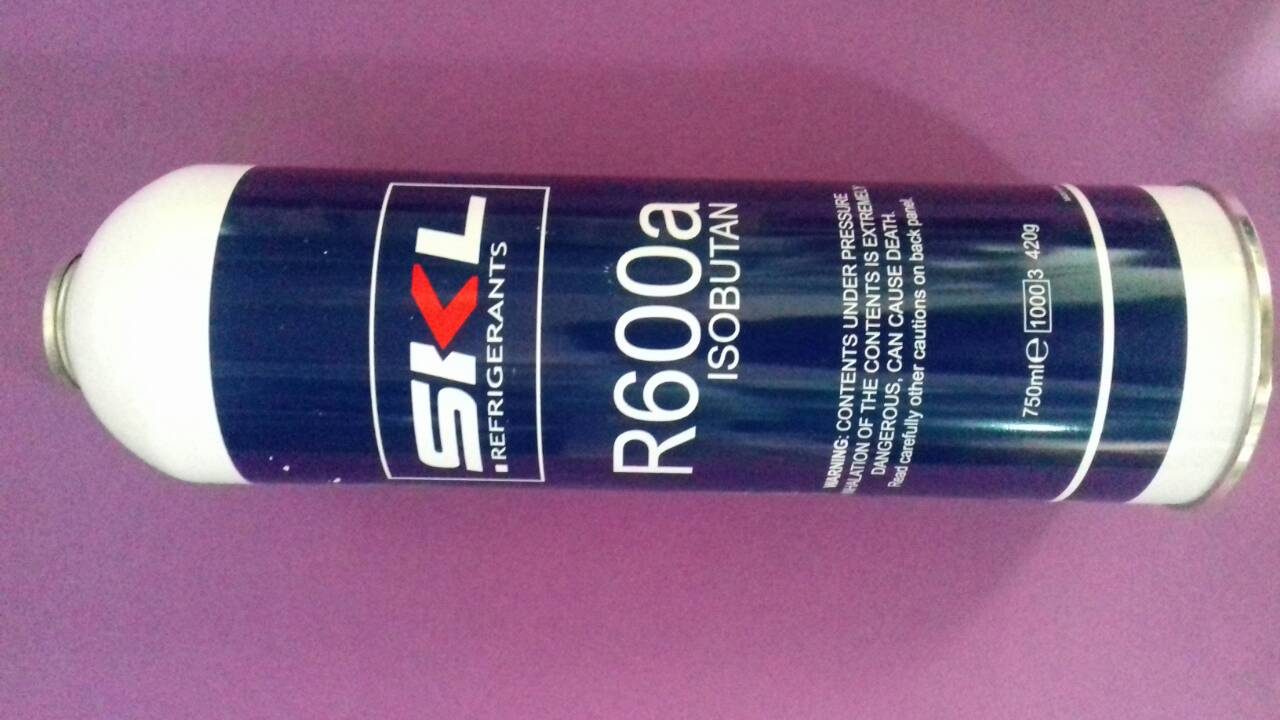 SKL
REFRIGERANTS
R600a
ISOBUTAN
WARNING: CONTENTS UNDER PRESSURE
INHALATION OF THE CONTENTS IS EXTREMELY
DANGEROUS, CAN CAUSE DEATH.
Read carefully other cautions on back panel.
750ml℮ 1000 3 420g